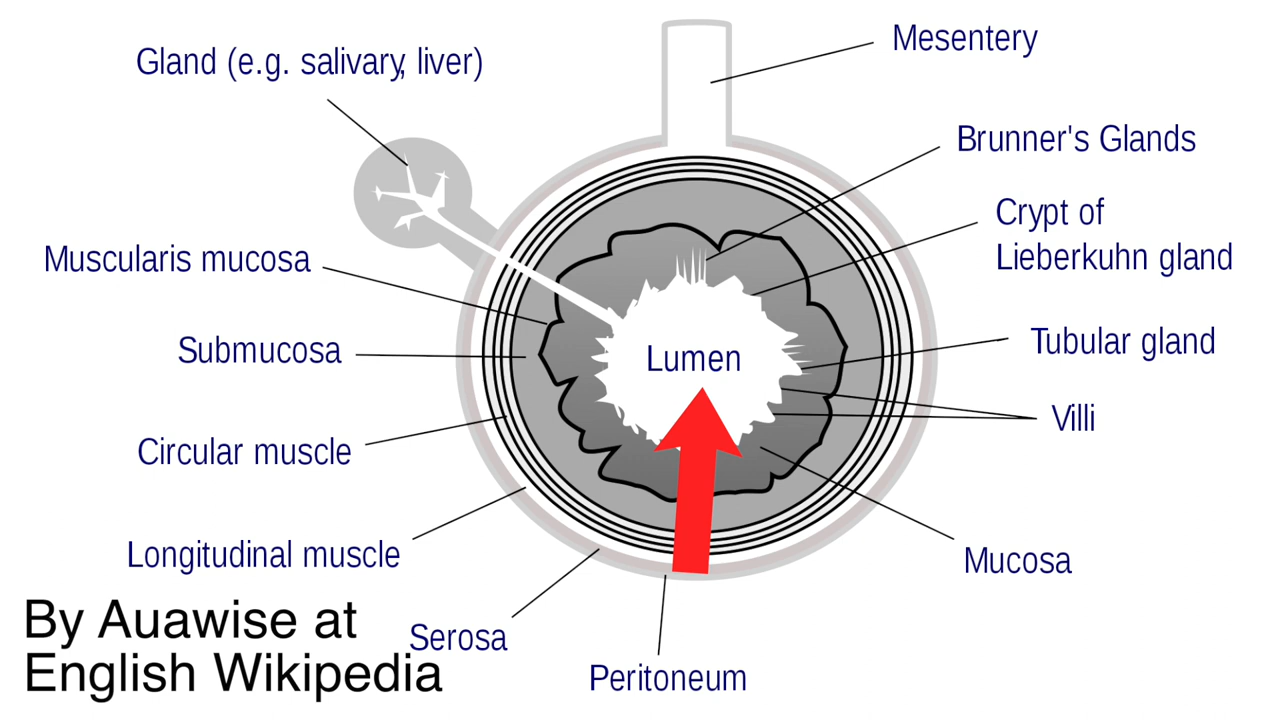 Mesentery
Gland (e.g. salivary, liver)
Brunner's Glands
Crypt of
Lieberkuhn gland
Muscularis mucosa
Tubular gland
Submucosa
Lumen
Villi
Circular muscle
Longitudinal muscle
Mucosa
Serosa
Peritoneum
By Auawise at
English Wikipedia